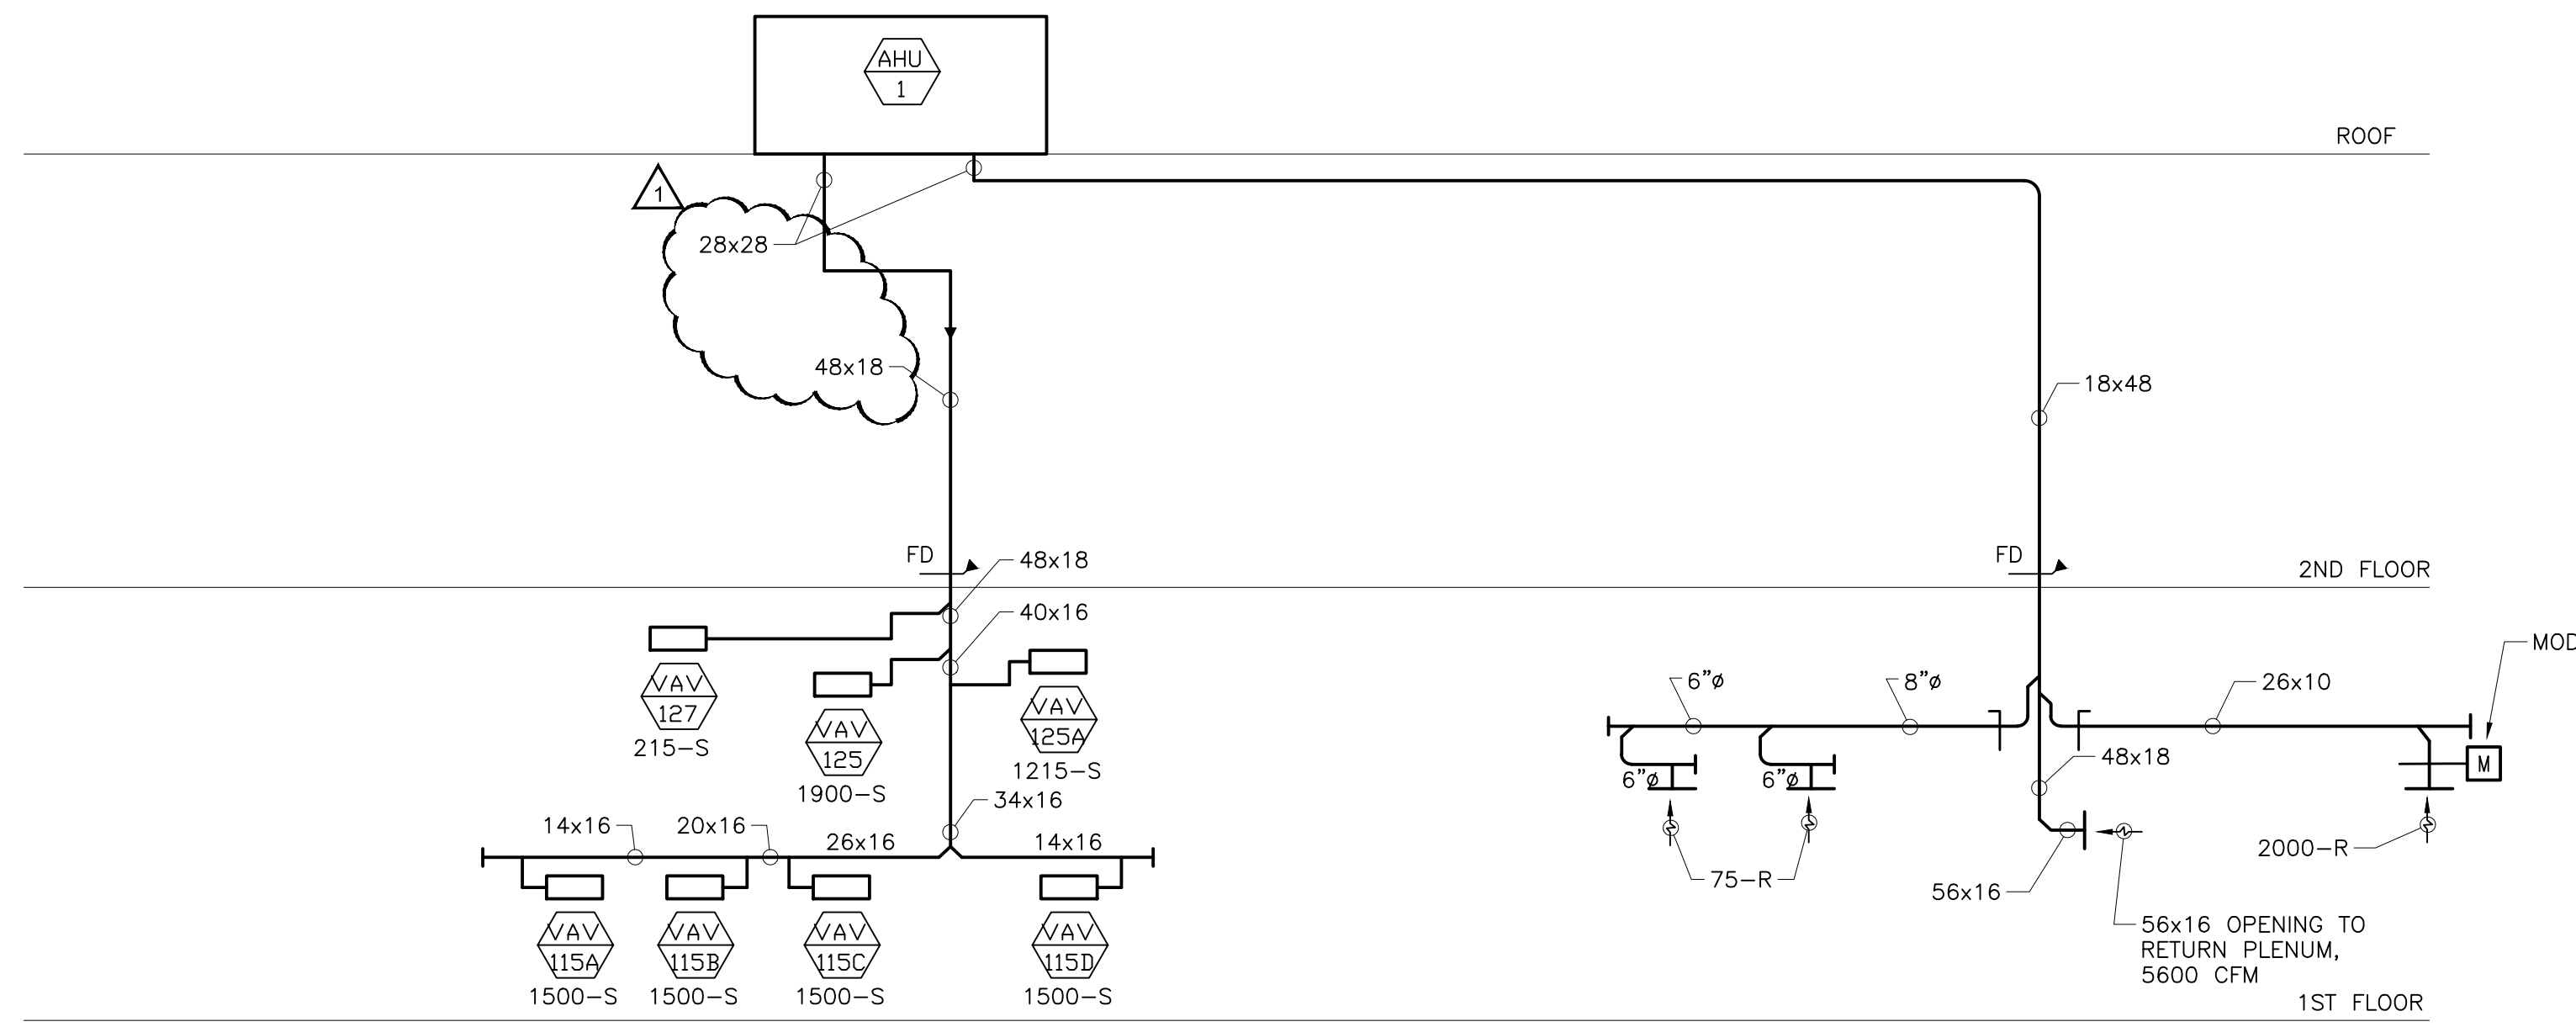 AHU
1
ROOF
1
28x28
48x18
18x48
FD
48x18
FD
2ND FLOOR
40x16
MOD
VAV
127
215-S
VAV
125
1900-S
VAV
125A
1215-S
6"ø
8"ø
26x10
48x18
M
6"ø
6"ø
34x16
14x16
20x16
26x16
14x16
2000-R
75-R
56x16
56x16 OPENING TO
RETURN PLENUM,
5600 CFM
VAV
115A
1500-S
VAV
115B
1500-S
VAV
115C
1500-S
VAV
115D
1500-S
1ST FLOOR